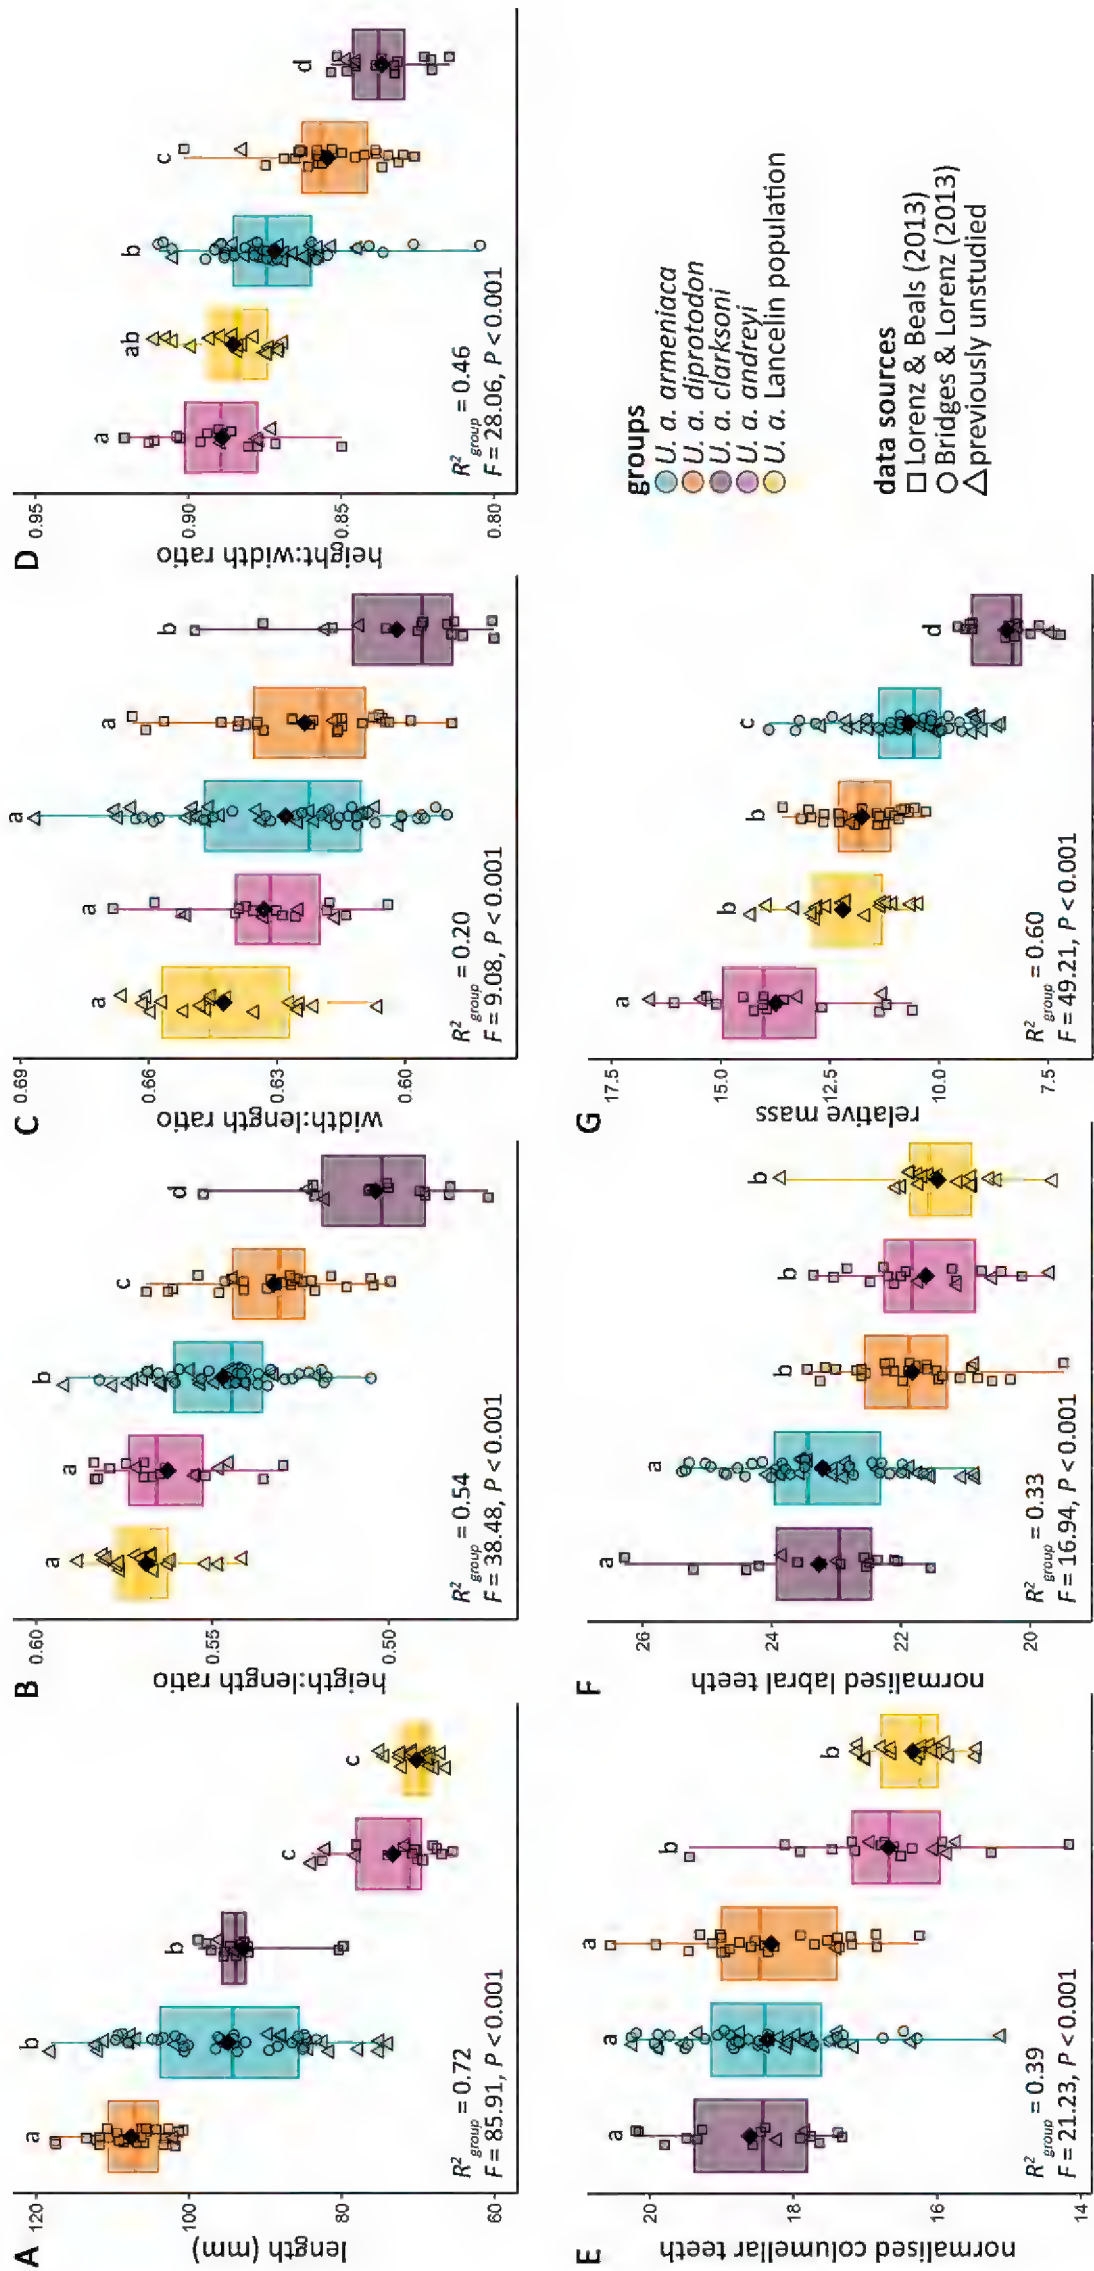 A
length (mm)
120
100
80
60
a
b
b
c
c
R²group = 0.72
F = 85.91, P < 0.001
B
heigth:length ratio
0.60
0.55
0.50
a
a
b
c
d
R²group = 0.54
F = 38.48, P < 0.001
C
width:length ratio
0.69
0.66
0.63
0.60
a
a
a
a
b
R²group = 0.20
F = 9.08, P < 0.001
D
height:width ratio
0.95
0.90
0.85
0.80
a
ab
b
c
d
R²group = 0.46
F = 28.06, P < 0.001
E
normalised columellar teeth
20
18
16
14
a
a
a
b
b
R²group = 0.39
F = 21.23, P < 0.001
F
normalised labral teeth
26
24
22
20
a
a
b
b
b
R²group = 0.33
F = 16.94, P < 0.001
G
relative mass
17.5
15.0
12.5
10.0
7.5
a
b
b
c
d
R²group = 0.60
F = 49.21, P < 0.001
groups
U. a. armeniaca
U. a. diprotodon
U. a. clarksoni
U. a. andreyi
U. a. Lancelin population
data sources
Lorenz & Beals (2013)
Bridges & Lorenz (2013)
previously unstudied